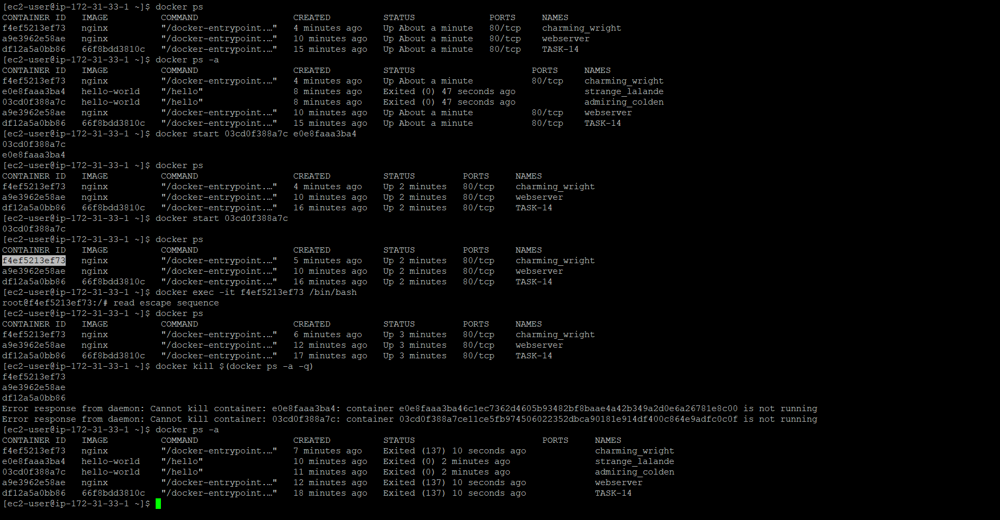 [ec2-user@ip-172-31-33-1 ~]$ docker ps
CONTAINER ID   IMAGE          COMMAND                  CREATED          STATUS              PORTS     NAMES
f4ef5213ef73   nginx          "/docker-entrypoint.…"   4 minutes ago    Up About a minute   80/tcp    charming_wright
a9e3962e58ae   nginx          "/docker-entrypoint.…"   10 minutes ago   Up About a minute   80/tcp    webserver
df12a5a0bb86   66f8bdd3810c   "/docker-entrypoint.…"   15 minutes ago   Up About a minute   80/tcp    TASK-14
[ec2-user@ip-172-31-33-1 ~]$ docker ps -a
CONTAINER ID   IMAGE          COMMAND                  CREATED          STATUS                      PORTS     NAMES
f4ef5213ef73   nginx          "/docker-entrypoint.…"   4 minutes ago    Up About a minute           80/tcp    charming_wright
e0e8faaa3ba4   hello-world    "/hello"                 8 minutes ago    Exited (0) 47 seconds ago             strange_lalande
03cd0f388a7c   hello-world    "/hello"                 8 minutes ago    Exited (0) 47 seconds ago             admiring_colden
a9e3962e58ae   nginx          "/docker-entrypoint.…"   10 minutes ago   Up About a minute           80/tcp    webserver
df12a5a0bb86   66f8bdd3810c   "/docker-entrypoint.…"   15 minutes ago   Up About a minute           80/tcp    TASK-14
[ec2-user@ip-172-31-33-1 ~]$ docker start 03cd0f388a7c e0e8faaa3ba4
03cd0f388a7c
e0e8faaa3ba4
[ec2-user@ip-172-31-33-1 ~]$ docker ps
CONTAINER ID   IMAGE          COMMAND                  CREATED          STATUS         PORTS     NAMES
f4ef5213ef73   nginx          "/docker-entrypoint.…"   4 minutes ago    Up 2 minutes   80/tcp    charming_wright
a9e3962e58ae   nginx          "/docker-entrypoint.…"   10 minutes ago   Up 2 minutes   80/tcp    webserver
df12a5a0bb86   66f8bdd3810c   "/docker-entrypoint.…"   16 minutes ago   Up 2 minutes   80/tcp    TASK-14
[ec2-user@ip-172-31-33-1 ~]$ docker start 03cd0f388a7c
03cd0f388a7c
[ec2-user@ip-172-31-33-1 ~]$ docker ps
CONTAINER ID   IMAGE          COMMAND                  CREATED          STATUS         PORTS     NAMES
f4ef5213ef73   nginx          "/docker-entrypoint.…"   5 minutes ago    Up 2 minutes   80/tcp    charming_wright
a9e3962e58ae   nginx          "/docker-entrypoint.…"   10 minutes ago   Up 2 minutes   80/tcp    webserver
df12a5a0bb86   66f8bdd3810c   "/docker-entrypoint.…"   16 minutes ago   Up 2 minutes   80/tcp    TASK-14
[ec2-user@ip-172-31-33-1 ~]$ docker exec -it f4ef5213ef73 /bin/bash
root@f4ef5213ef73:/# read escape sequence
[ec2-user@ip-172-31-33-1 ~]$ docker ps
CONTAINER ID   IMAGE          COMMAND                  CREATED          STATUS         PORTS     NAMES
f4ef5213ef73   nginx          "/docker-entrypoint.…"   6 minutes ago    Up 3 minutes   80/tcp    charming_wright
a9e3962e58ae   nginx          "/docker-entrypoint.…"   12 minutes ago   Up 3 minutes   80/tcp    webserver
df12a5a0bb86   66f8bdd3810c   "/docker-entrypoint.…"   17 minutes ago   Up 3 minutes   80/tcp    TASK-14
[ec2-user@ip-172-31-33-1 ~]$ docker kill $(docker ps -a -q)
f4ef5213ef73
a9e3962e58ae
df12a5a0bb86
Error response from daemon: Cannot kill container: e0e8faaa3ba4: container e0e8faaa3ba46c1ec7362d4605b93482bf8baae4a42b349a2d0e6a26781e8c00 is not running
Error response from daemon: Cannot kill container: 03cd0f388a7c: container 03cd0f388a7ce11ce5fb974506022352dbca90181e914df400c864e9adfc0c0f is not running
[ec2-user@ip-172-31-33-1 ~]$ docker ps -a
CONTAINER ID   IMAGE          COMMAND                  CREATED          STATUS                        PORTS     NAMES
f4ef5213ef73   nginx          "/docker-entrypoint.…"   7 minutes ago    Exited (137) 10 seconds ago             charming_wright
e0e8faaa3ba4   hello-world    "/hello"                 10 minutes ago   Exited (0) 2 minutes ago                strange_lalande
03cd0f388a7c   hello-world    "/hello"                 11 minutes ago   Exited (0) 2 minutes ago                admiring_colden
a9e3962e58ae   nginx          "/docker-entrypoint.…"   12 minutes ago   Exited (137) 10 seconds ago             webserver
df12a5a0bb86   66f8bdd3810c   "/docker-entrypoint.…"   18 minutes ago   Exited (137) 10 seconds ago             TASK-14
[ec2-user@ip-172-31-33-1 ~]$